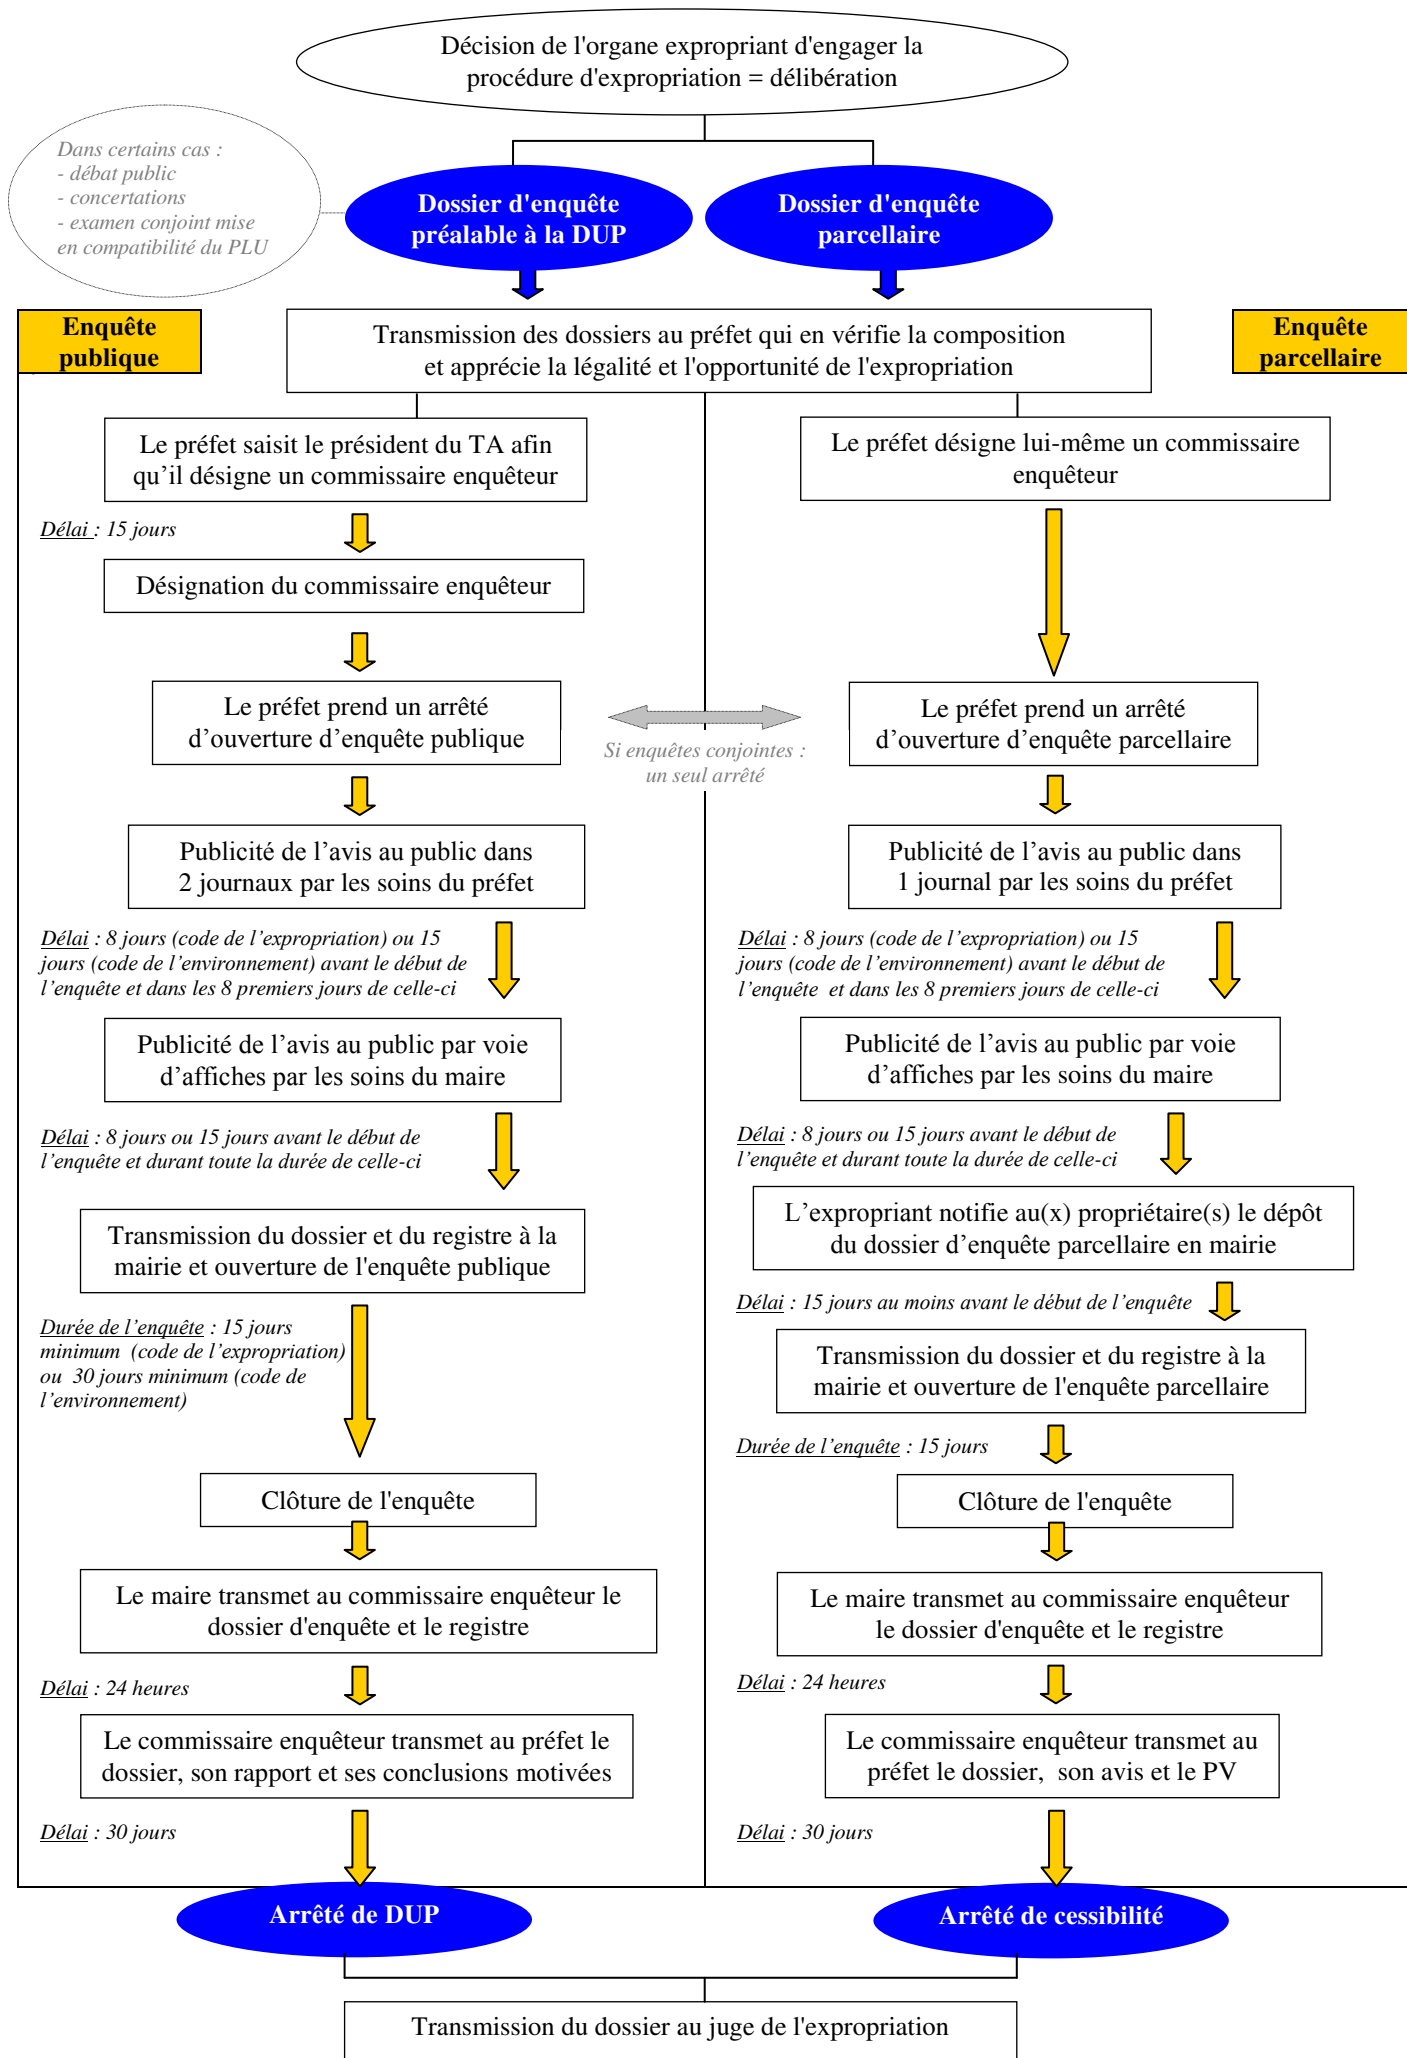 Décision de l'organe expropriant d'engager la
procédure d'expropriation = délibération
Dans certains cas :
- débat public
- concertations
- examen conjoint mise
en compatibilité du PLU
Dossier d'enquête
préalable à la DUP
Dossier d'enquête
parcellaire
Enquête
publique
Transmission des dossiers au préfet qui en vérifie la composition
et apprécie la légalité et l'opportunité de l'expropriation
Enquête
parcellaire
Le préfet saisit le président du TA afin
qu’il désigne un commissaire enquêteur
Délai : 15 jours
Désignation du commissaire enquêteur
Le préfet prend un arrêté
d’ouverture d’enquête publique
Publicité de l’avis au public dans
2 journaux par les soins du préfet
Délai : 8 jours (code de l’expropriation) ou 15
jours (code de l’environnement) avant le début de
l’enquête et dans les 8 premiers jours de celle-ci
Publicité de l’avis au public par voie
d’affiches par les soins du maire
Délai : 8 jours ou 15 jours avant le début de
l’enquête et durant toute la durée de celle-ci
Transmission du dossier et du registre à la
mairie et ouverture de l'enquête publique
Durée de l’enquête : 15 jours
minimum (code de l’expropriation)
ou 30 jours minimum (code de
l’environnement)
Clôture de l'enquête
Le maire transmet au commissaire enquêteur le
dossier d'enquête et le registre
Délai : 24 heures
Le commissaire enquêteur transmet au préfet le
dossier, son rapport et ses conclusions motivées
Délai : 30 jours
Arrêté de DUP
Si enquêtes conjointes :
un seul arrêté
Le préfet désigne lui-même un commissaire
enquêteur
Le préfet prend un arrêté
d’ouverture d’enquête parcellaire
Publicité de l’avis au public dans
1 journal par les soins du préfet
Délai : 8 jours (code de l’expropriation) ou 15
jours (code de l’environnement) avant le début de
l’enquête et dans les 8 premiers jours de celle-ci
Publicité de l’avis au public par voie
d’affiches par les soins du maire
Délai : 8 jours ou 15 jours avant le début de
l’enquête et durant toute la durée de celle-ci
L’expropriant notifie au(x) propriétaire(s) le dépôt
du dossier d’enquête parcellaire en mairie
Délai : 15 jours au moins avant le début de l’enquête
Transmission du dossier et du registre à la
mairie et ouverture de l'enquête parcellaire
Durée de l’enquête : 15 jours
Clôture de l'enquête
Le maire transmet au commissaire enquêteur
le dossier d'enquête et le registre
Délai : 24 heures
Le commissaire enquêteur transmet au
préfet le dossier, son avis et le PV
Délai : 30 jours
Arrêté de cessibilité
Transmission du dossier au juge de l'expropriation